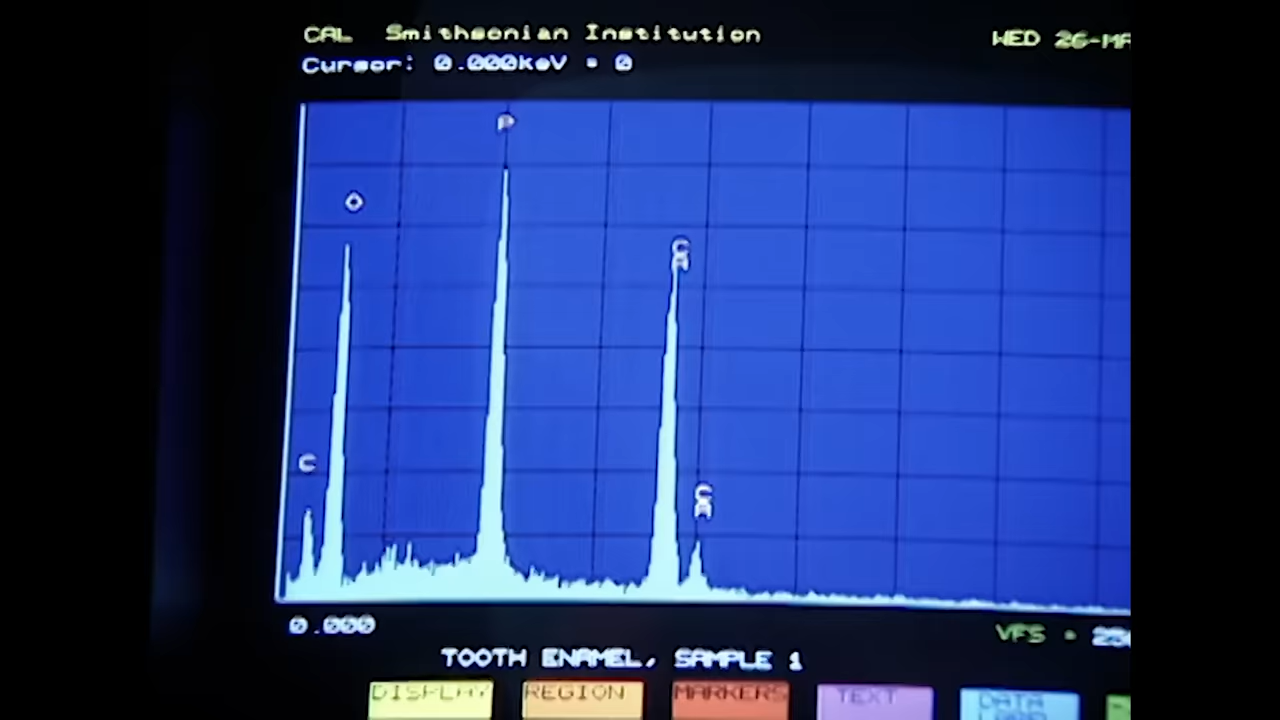 CAL Smithsonian Institution
WED 26-MA
Cursor: 0.000keV = 0
P
O
CA
C
CA
0.000
VFS = 
TOOTH ENAMEL, SAMPLE 1
DISPLAY
REGION
MARKERS
TEXT
DATA